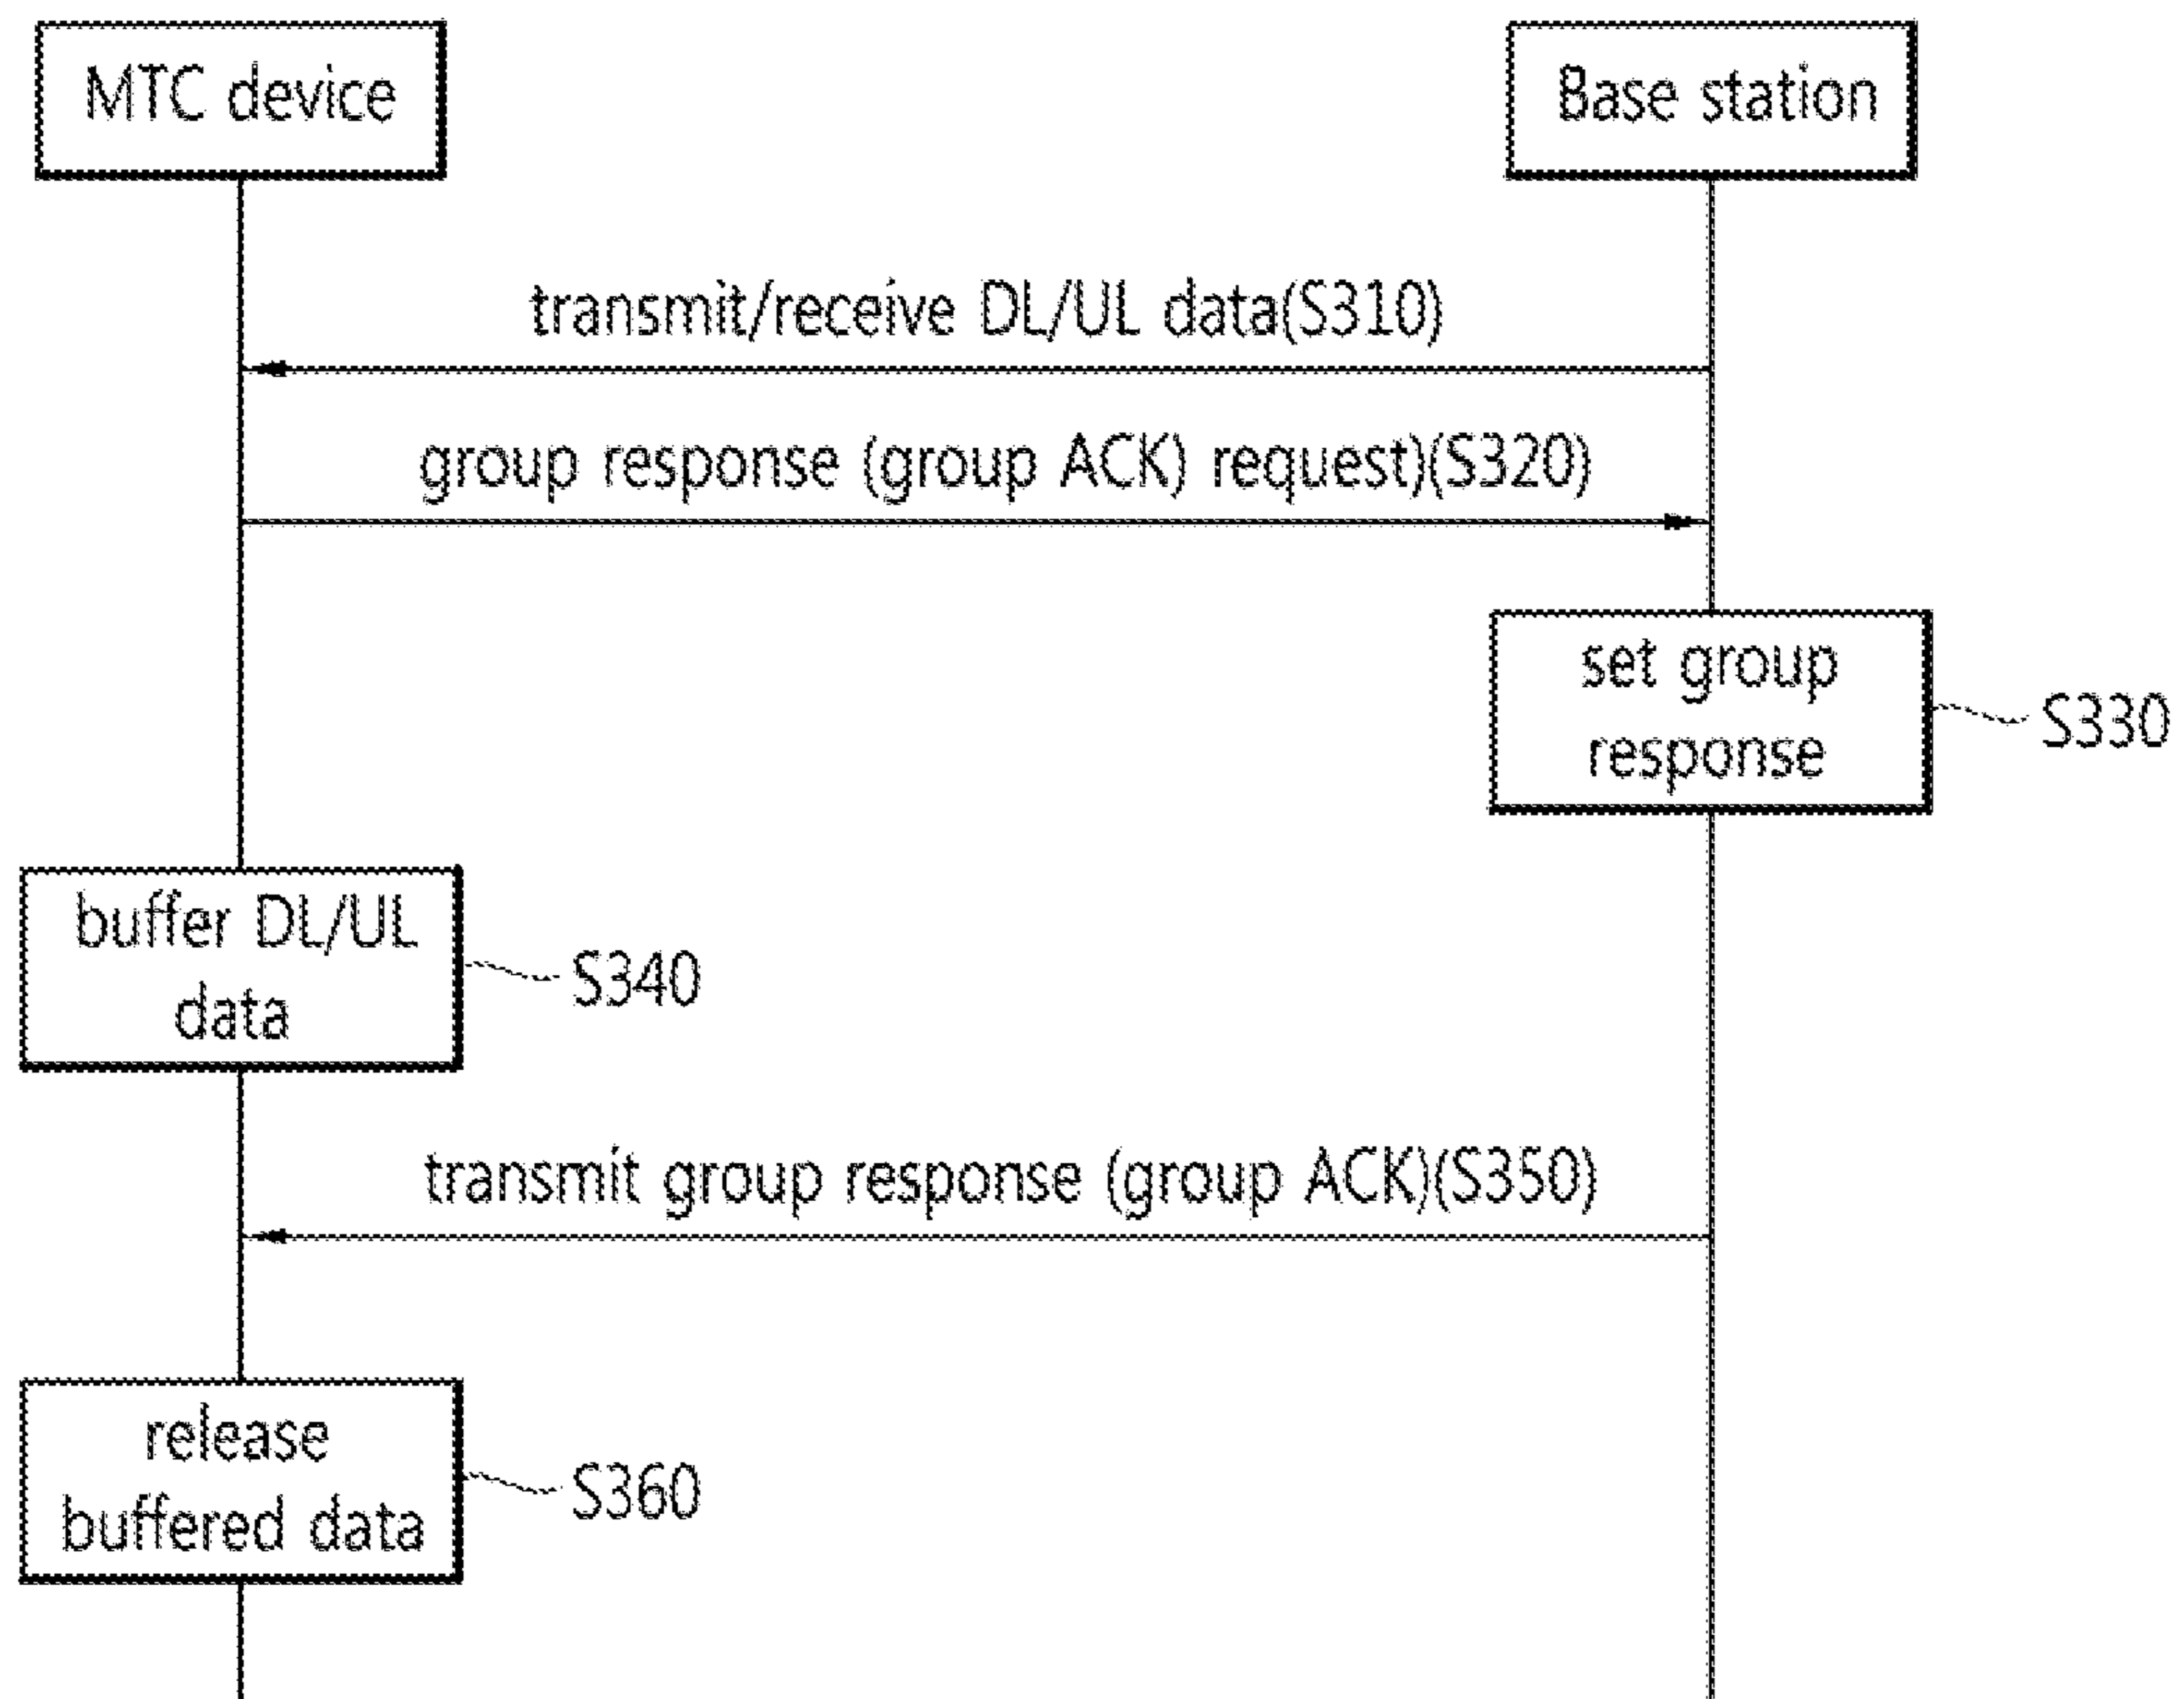 MTC device
Base station
transmit/receive DL/UL data(S310)
group response (group ACK) request)(S320)
set group
response
S330
buffer DL/UL
data
S340
transmit group response (group ACK)(S350)
release
buffered data
S360